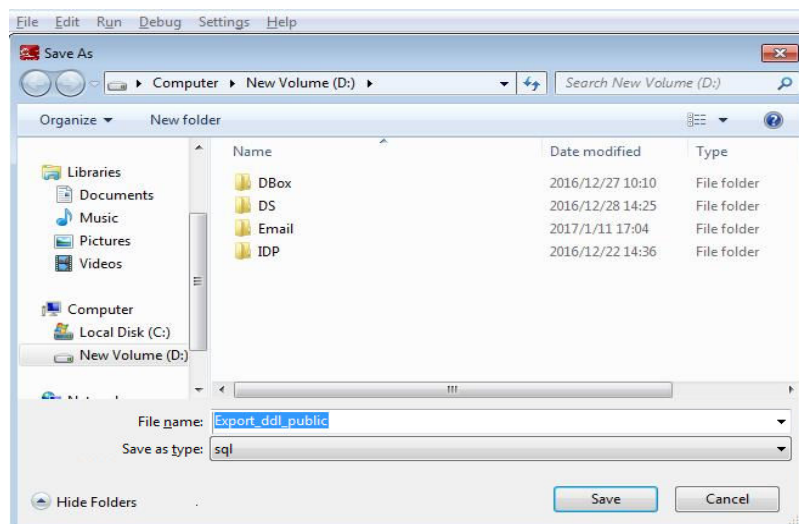 File Edit Run Debug Settings Help
Save As
Computer New Volume (D:) Search New Volume (D:)
Organize New folder
Name Date modified Type
Libraries
Documents
Music
Pictures
Videos
Computer
Local Disk (C:)
New Volume (D:)
DBox 2016/12/27 10:10 File folder
DS 2016/12/28 14:25 File folder
Email 2017/1/11 17:04 File folder
IDP 2016/12/22 14:36 File folder
File name: Export_ddl_public
Save as type: sql
Hide Folders Save Cancel